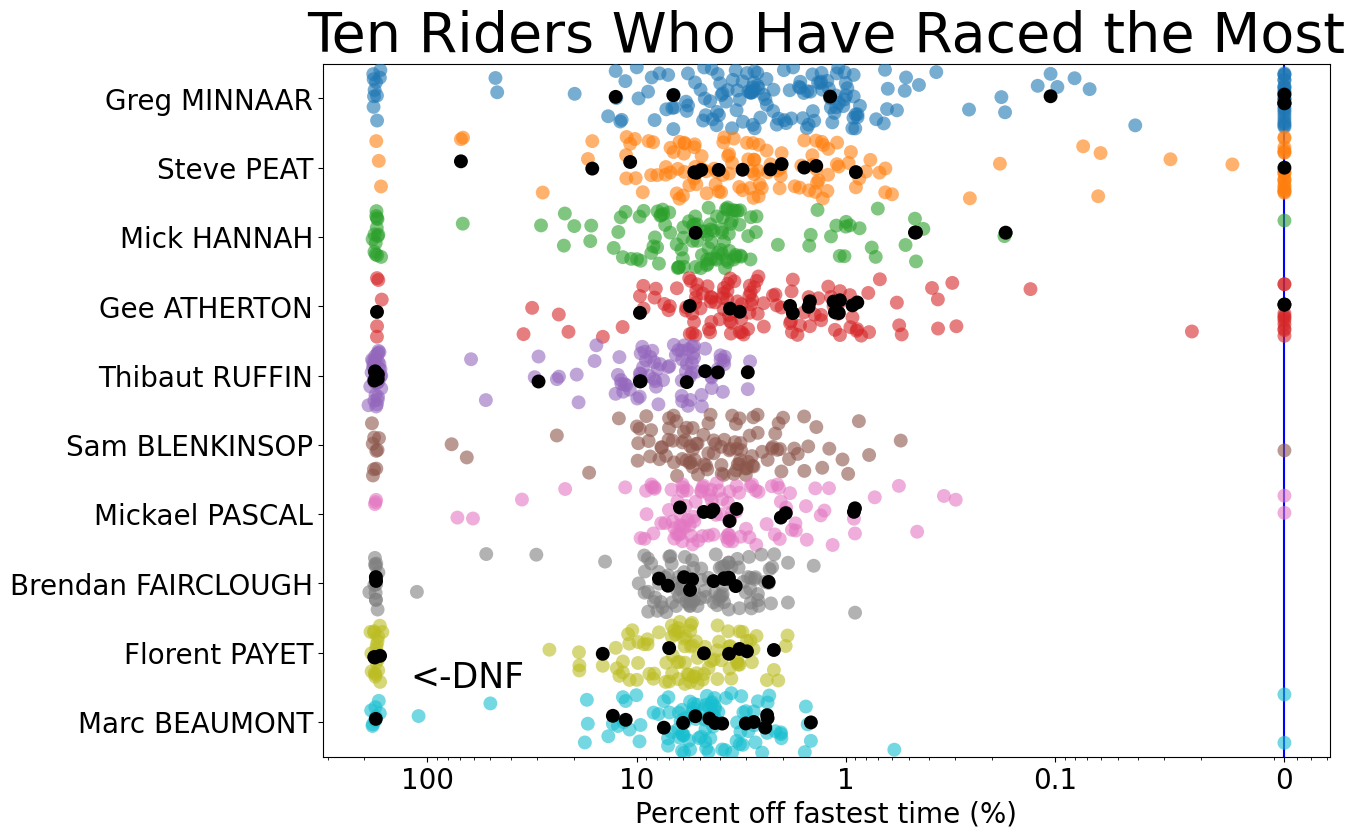 Ten Riders Who Have Raced the Most
Greg MINNAAR
Steve PEAT
Mick HANNAH
Gee ATHERTON
Thibaut RUFFIN
Sam BLENKINSOP
Mickael PASCAL
Brendan FAIRCLOUGH
Florent PAYET
<-DNF
Marc BEAUMONT
100 10 1 0.1 0
Percent off fastest time (%)